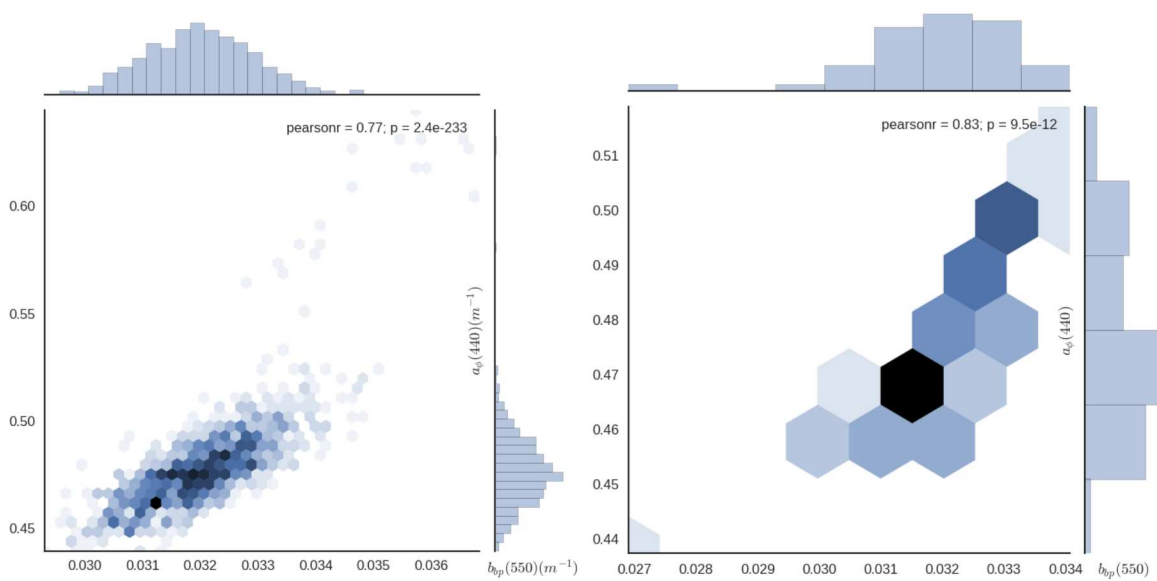 pearsonr = 0.77; p = 2.4e-233
0.60
0.55
0.50
0.45
a_ϕ(440)(m⁻¹)
0.030 0.031 0.032 0.033 0.034 0.035 0.036
b_bp(550)(m⁻¹)
pearsonr = 0.83; p = 9.5e-12
0.51
0.50
0.49
0.48
0.47
0.46
0.45
0.44
a_ϕ(440)
0.027 0.028 0.029 0.030 0.031 0.032 0.033 0.034
b_bp(550)